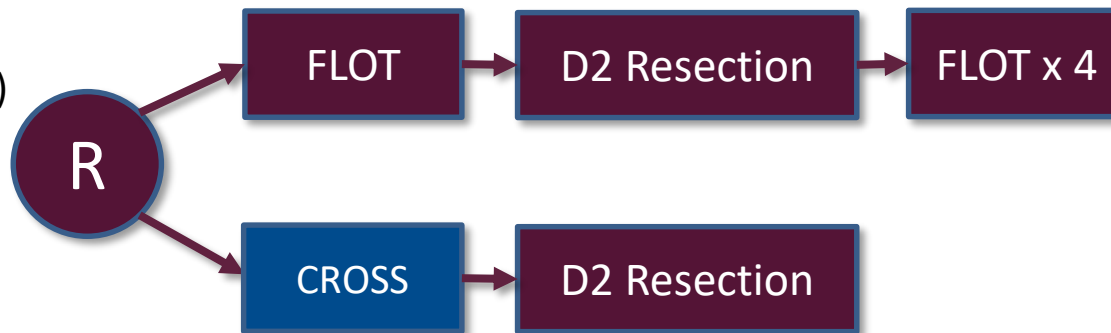 )
R
FLOT
D2 Resection
FLOT x 4
CROSS
D2 Resection